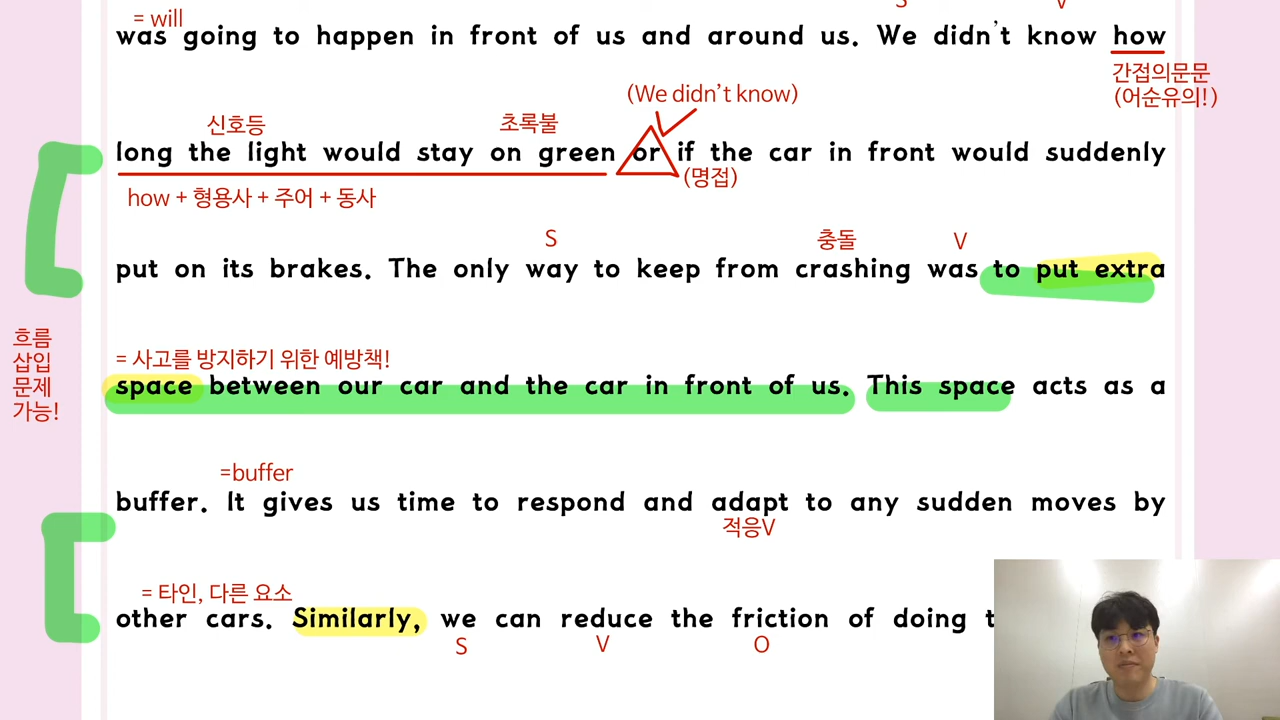 = will
S
V
was going to happen in front of us and around us. We didn't know how
간접의문문
(어순유의!)
(We didn't know)
신호등
초록불
long the light would stay on green or if the car in front would suddenly
(명접)
how + 형용사 + 주어 + 동사
S
충돌
V
put on its brakes. The only way to keep from crashing was to put extra
흐름
삽입
문제
가능!
= 사고를 방지하기 위한 예방책!
space between our car and the car in front of us. This space acts as a
=buffer
buffer. It gives us time to respond and adapt to any sudden moves by
적응V
= 타인, 다른 요소
other cars. Similarly, we can reduce the friction of doing
S
V
O